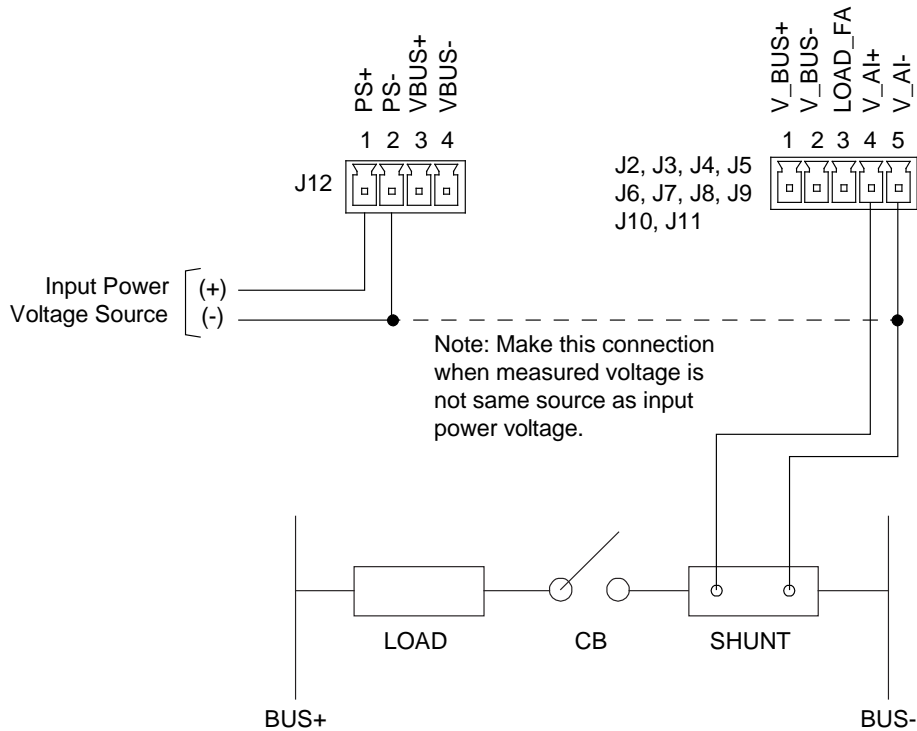 PS+
PS-
VBUS+
VBUS-
1 2 3 4
J12
V_BUS+
V_BUS-
LOAD_FA
V_AI+
V_AI-
1 2 3 4 5
J2, J3, J4, J5
J6, J7, J8, J9
J10, J11
Input Power (+)
Voltage Source (-)
Note: Make this connection
when measured voltage is
not same source as input
power voltage.
LOAD
CB
SHUNT
BUS+
BUS-